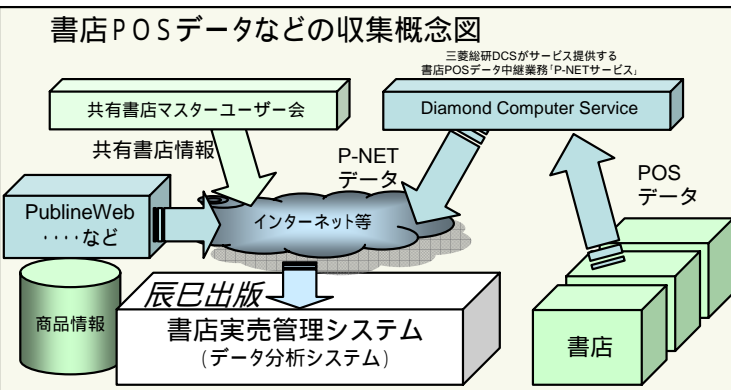 書店POSデータなどの収集概念図
三菱総研DCSがサービス提供する
書店POSデータ中継業務「P-NETサービス」
共有書店マスターユーザー会
Diamond Computer Service
共有書店情報
P-NET
データ
POS
データ
PublineWeb
‥‥など
インターネット等
商品情報
辰巳出版
書店実売管理システム
(データ分析システム)
書店